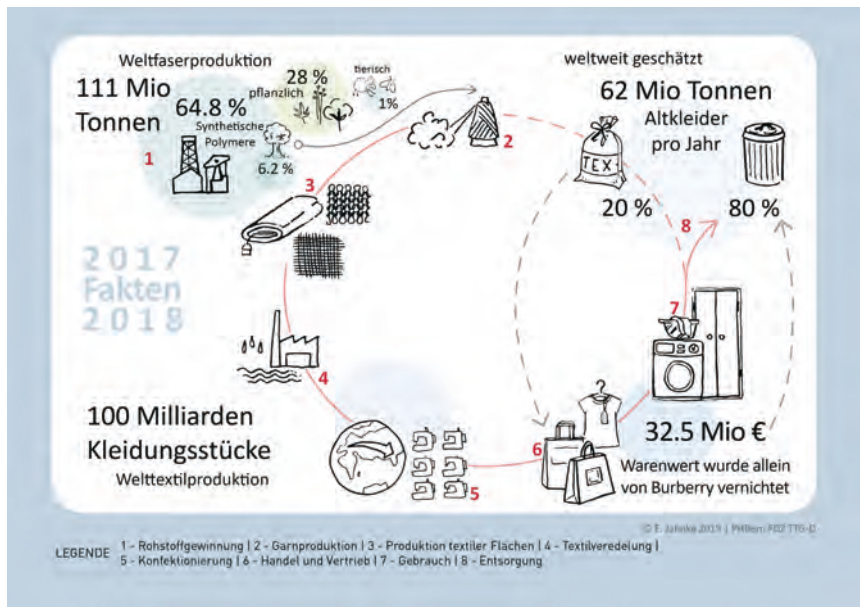 Weltfaserproduktion
111 Mio
Tonnen
64.8 %
Synthetische
Polymere
1
28 %
pflanzlich
tierisch
1%
6.2 %
2
3
weltweit geschätzt
62 Mio Tonnen
Altkleider
pro Jahr
TEX
20 %
80 %
8
7
2017
Fakten
2018
4
100 Milliarden
Kleidungsstücke
Welttextilproduktion
5
6
32.5 Mio €
Warenwert wurde allein
von Burberry vernichtet
© E. Jahnke 2019 | PHBern FD2 TTG-D
LEGENDE
1 - Rohstoffgewinnung | 2 - Garnproduktion | 3 - Produktion textiler Flächen | 4 - Textilveredelung |
5 - Konfektionierung | 6 - Handel und Vertrieb | 7 - Gebrauch | 8 - Entsorgung